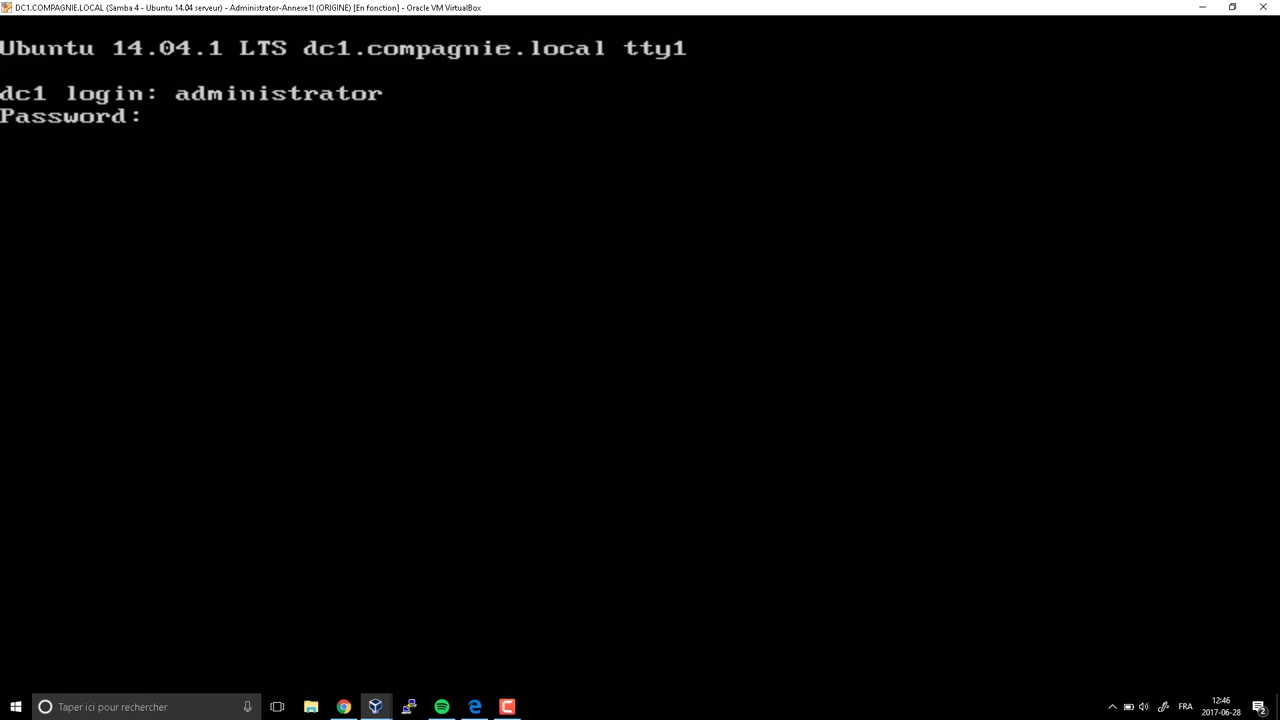 DC1.COMPAGNIE.LOCAL (Samba 4 - Ubuntu 14.04 serveur) - Administrator-Annexe1! (ORIGINE) [En fonction] - Oracle VM VirtualBox
Ubuntu 14.04.1 LTS dc1.compagnie.local tty1
dc1 login: administrator
Password:
Taper ici pour rechercher
FRA
12:46
2017-06-28
2